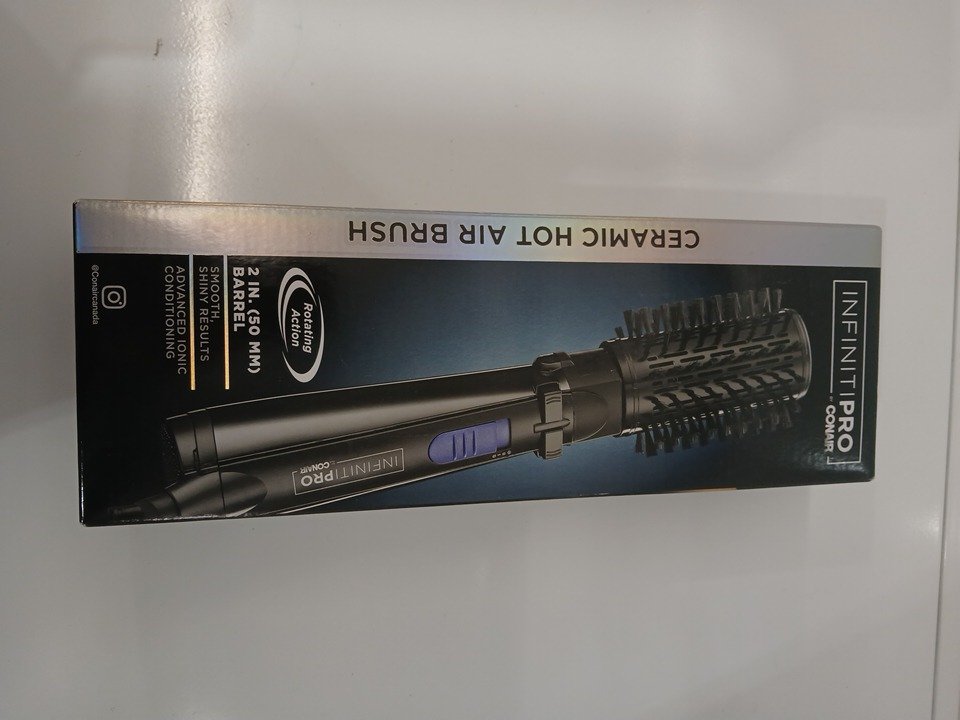 INFINITIPRO
BY CONAIR
CERAMIC HOT AIR BRUSH
Rotating
Action
2 IN. (50 MM)
BARREL
SMOOTH,
SHINY RESULTS
ADVANCED IONIC
CONDITIONING
@Conaircanada
INFINITIPRO
BY CONAIR